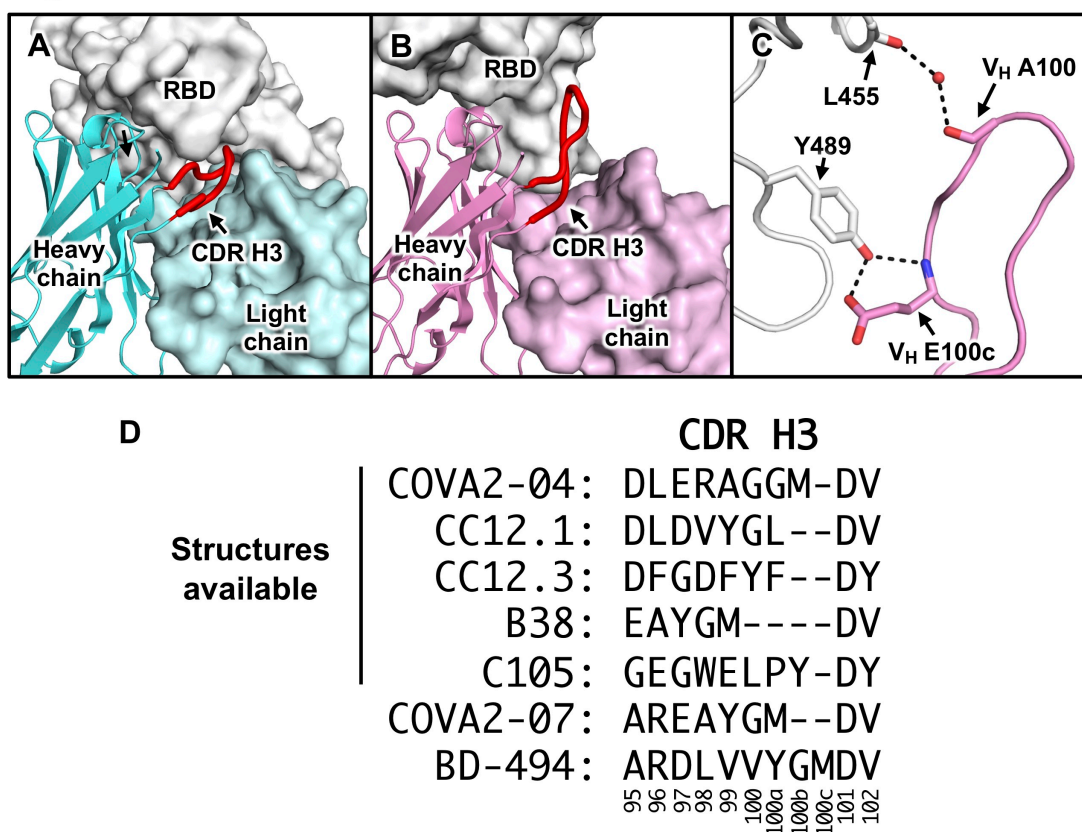 A
RBD
Heavy
chain
CDR H3
Light
chain
B
RBD
Heavy
chain
CDR H3
Light
chain
C
L455
VH A100
Y489
VH E100c
D
CDR H3
Structures
available
COVA2-04: DLERAGGM-DV
CC12.1: DLDVYGL--DV
CC12.3: DFGDFYF--DY
B38: EAYGM----DV
C105: GEGWELPY-DY
COVA2-07: AREAYGM--DV
BD-494: ARDLVVYGMDV
95 96 97 98 99 100 100a 100b 100c 101 102